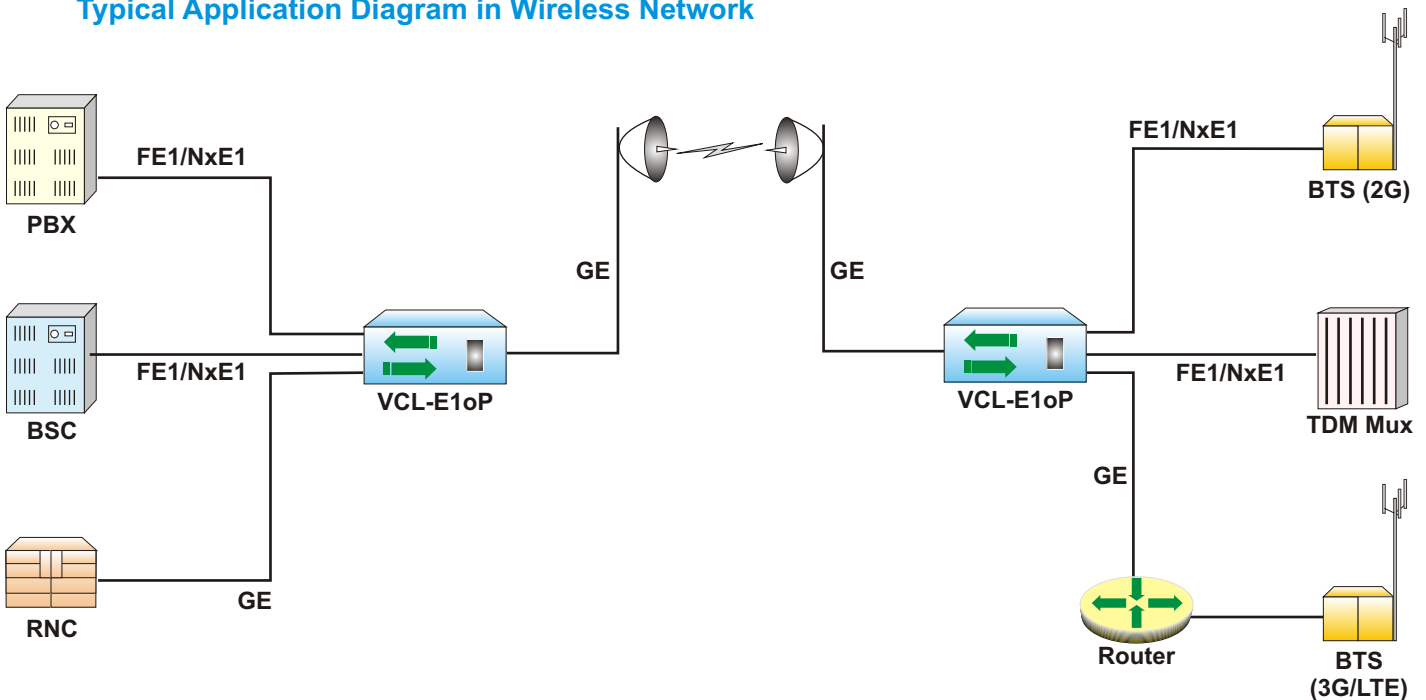 Typical Application Diagram in Wireless Network
FE1/NxE1
PBX
FE1/NxE1
BSC
GE
RNC
VCL-E1oP
GE
GE
VCL-E1oP
FE1/NxE1
BTS (2G)
FE1/NxE1
TDM Mux
GE
Router
BTS
(3G/LTE)